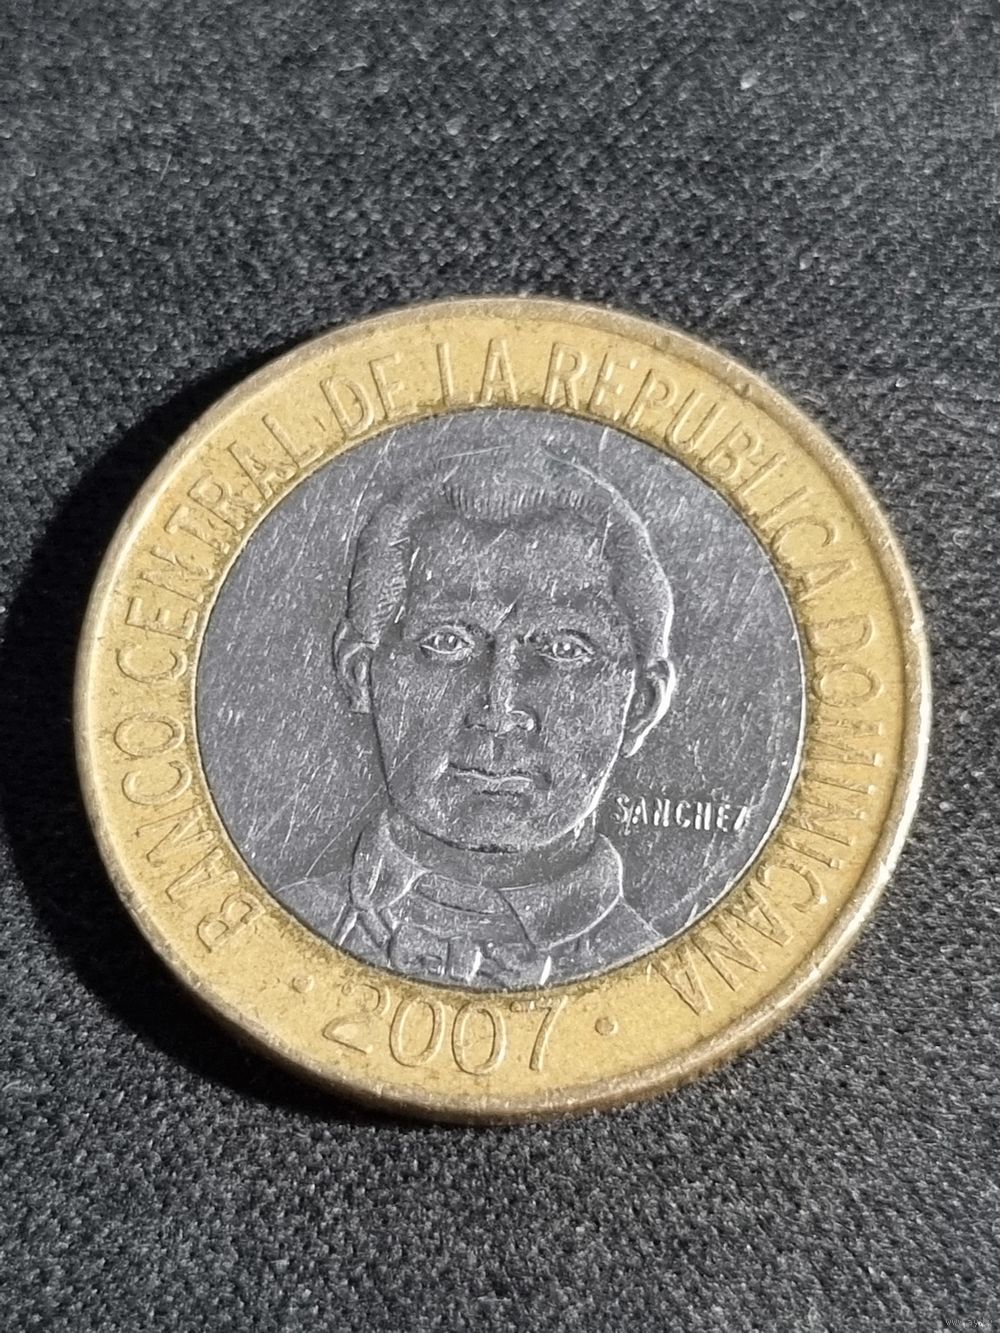 BANCO CENTRAL DE LA REPUBLICA DOMINICANA
SANCHEZ
· 2007 ·